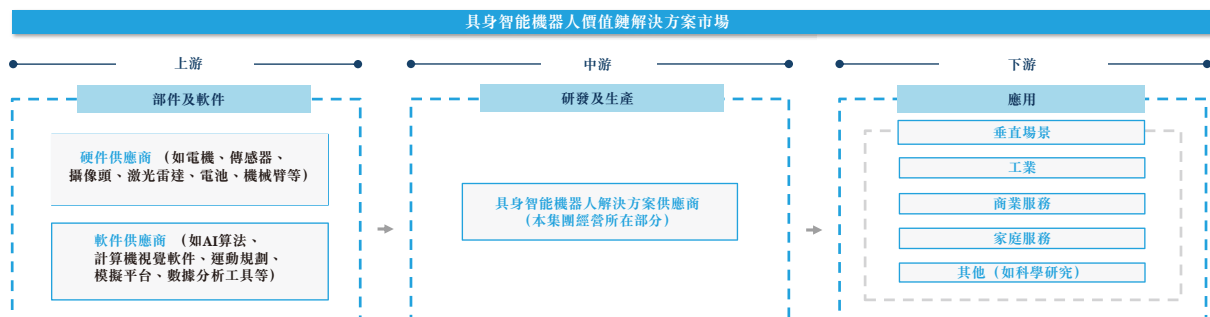 具身智能機器人價值鏈解決方案市場
上游
部件及軟件
硬件供應商 (如電機、傳感器、
攝像頭、激光雷達、電池、機械臂等)
軟件供應商 (如AI算法、
計算機視覺軟件、運動規劃、
模擬平台、數據分析工具等)
中游
研發及生產
具身智能機器人解決方案供應商
(本集團經營所在部分)
下游
應用
垂直場景
工業
商業服務
家庭服務
其他 (如科學研究)